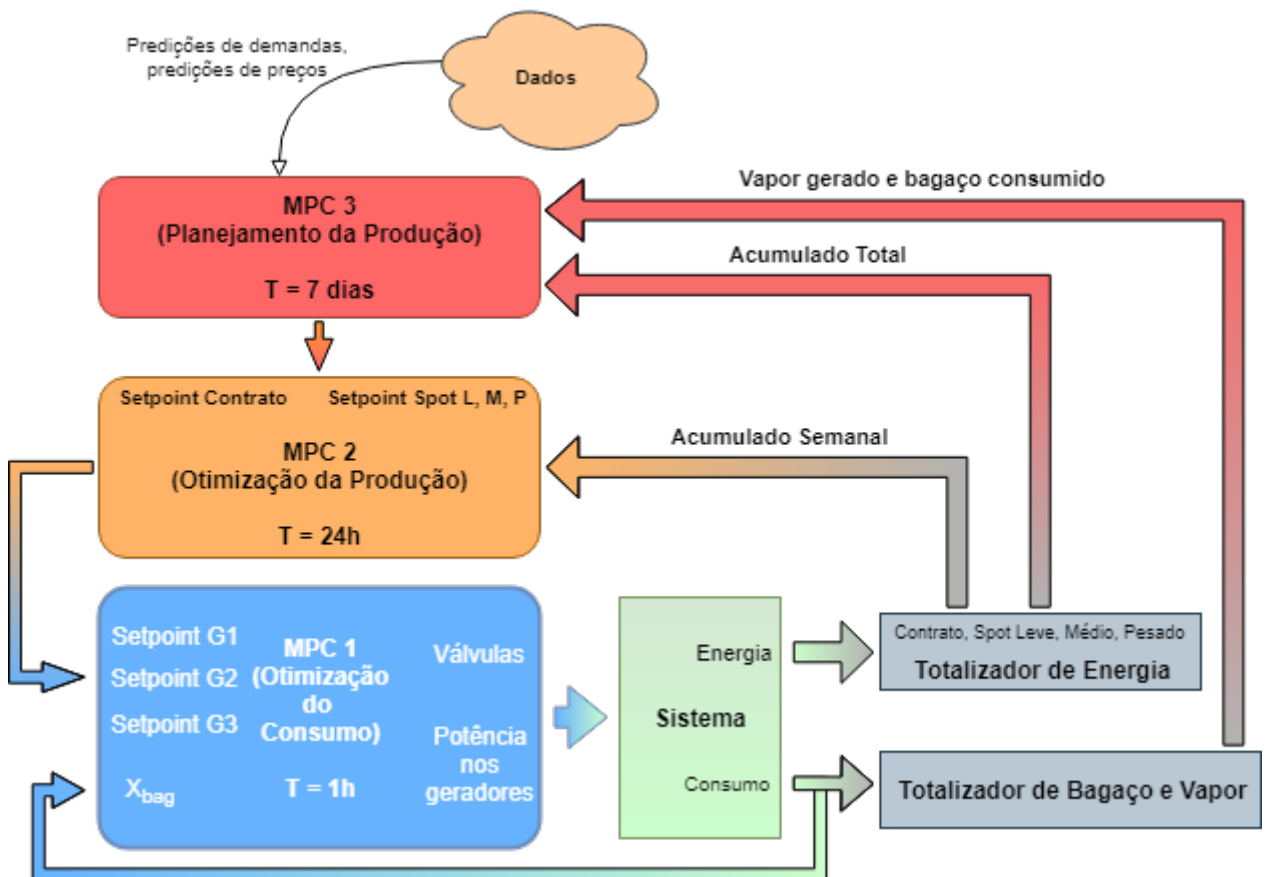 Predições de demandas,
predições de preços
Dados
Vapor gerado e bagaço consumido
MPC 3
(Planejamento da Produção)
T = 7 dias
Acumulado Total
Setpoint Contrato
Setpoint Spot L, M, P
MPC 2
(Otimização da Produção)
T = 24h
Acumulado Semanal
Setpoint G1
Setpoint G2
Setpoint G3
X_bag
MPC 1
(Otimização
do
Consumo)
T = 1h
Válvulas
Potência
nos
geradores
Energia
Sistema
Consumo
Contrato, Spot Leve, Médio, Pesado
Totalizador de Energia
Totalizador de Bagaço e Vapor